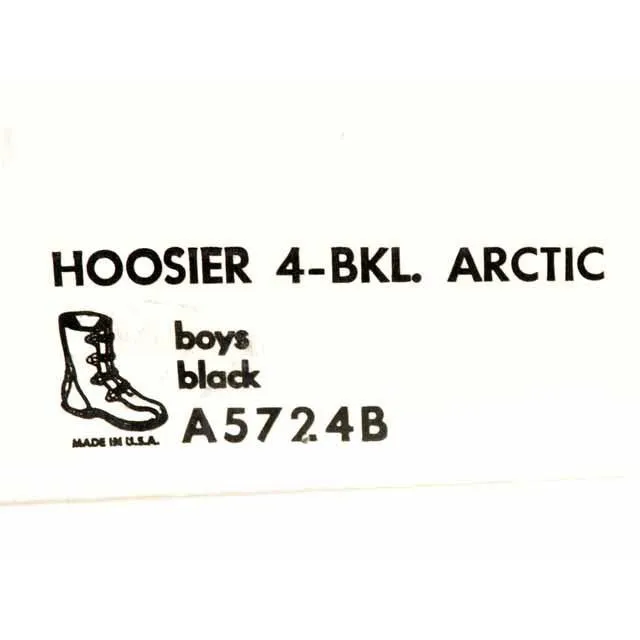 HOOSIER 4-BKL. ARCTIC
boys
black
MADE IN U.S.A.
A5724B